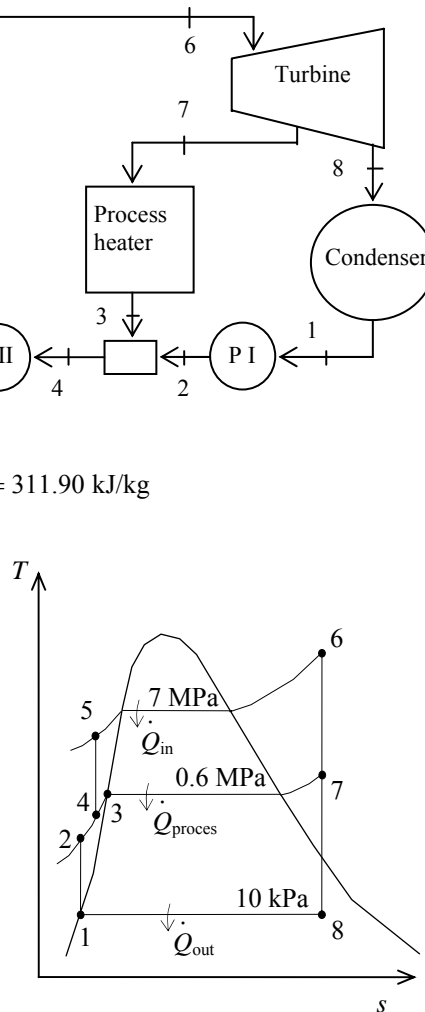 6
Turbine
7
8
Process
heater
Condenser
3
1
II
P I
4
2
= 311.90 kJ/kg
T
6
7 MPa
5
Q̇in
0.6 MPa
7
4
3
Q̇proces
2
10 kPa
1
8
Q̇out
s